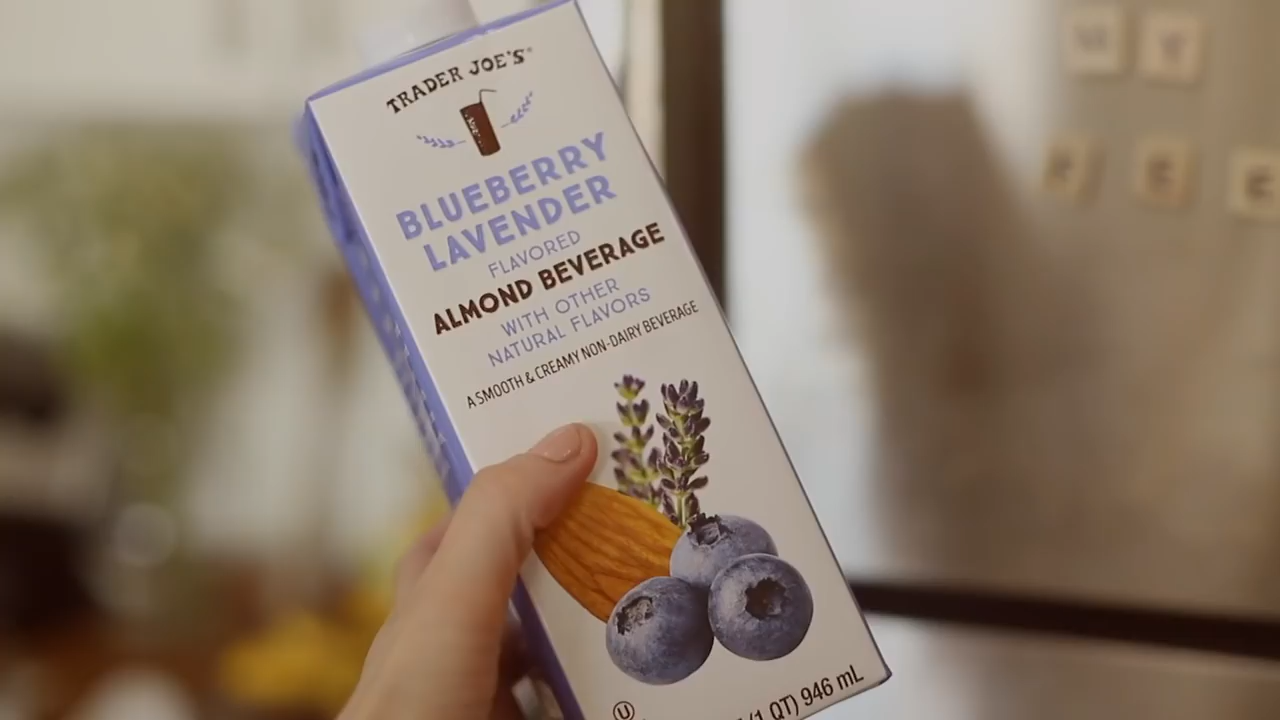 TRADER JOE'S
BLUEBERRY
LAVENDER
FLAVORED
ALMOND BEVERAGE
WITH OTHER
NATURAL FLAVORS
A SMOOTH & CREAMY NON-DAIRY BEVERAGE
(1 QT) 946 mL